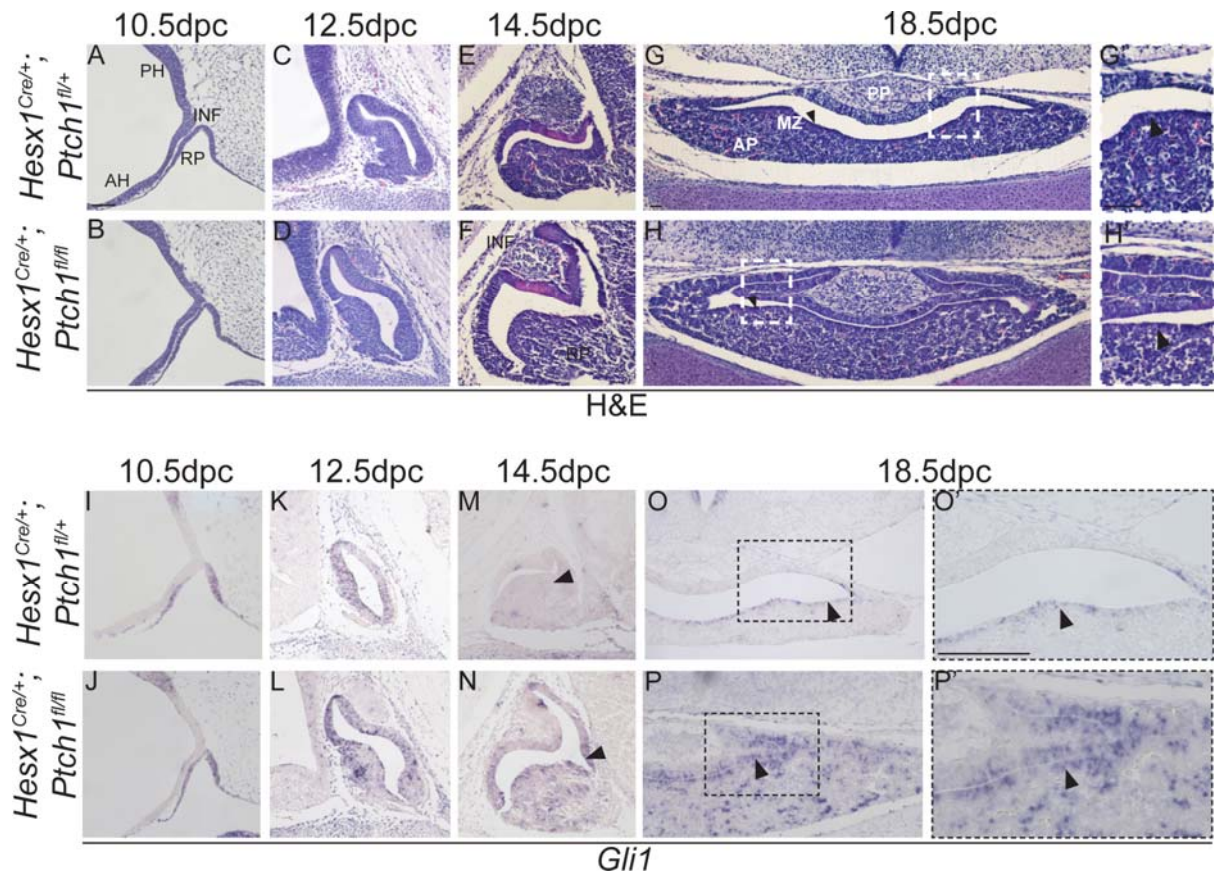 10.5dpc 12.5dpc 14.5dpc 18.5dpc
Hesx1Cre/+;
Ptch1fl/+
A PH INF RP AH
C
E
G PP MZ AP
G'
Hesx1Cre/+;
Ptch1fl/fl
B
D
F INF RP
H
H'
H&E
10.5dpc 12.5dpc 14.5dpc 18.5dpc
Hesx1Cre/+;
Ptch1fl/+
I
K
M
O
O'
Hesx1Cre/+;
Ptch1fl/fl
J
L
N
P
P'
Gli1